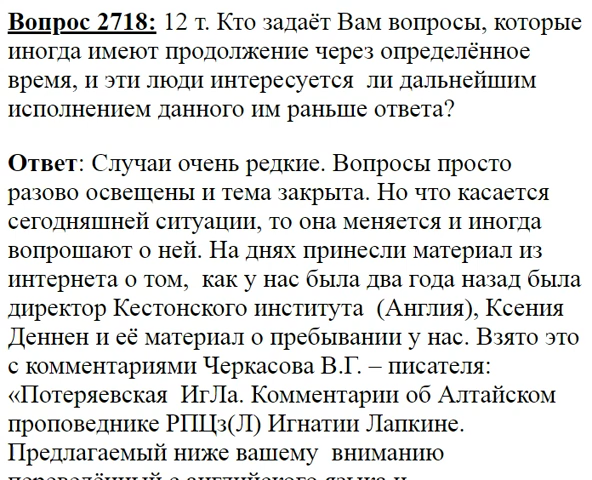 Вопрос 2718: 12 т. Кто задаёт Вам вопросы, которые
иногда имеют продолжение через определённое
время, и эти люди интересуется  ли дальнейшим
исполнением данного им раньше ответа?
Ответ: Случаи очень редкие. Вопросы просто
разово освещены и тема закрыта. Но что касается
сегодняшней ситуации, то она меняется и иногда
вопрошают о ней. На днях принесли материал из
интернета о том,  как у нас была два года назад была
директор Кестонского института  (Англия), Ксения
Деннен и её материал о пребывании у нас. Взято это
с комментариями Черкасова В.Г. – писателя:
«Потеряевская  ИгЛа. Комментарии об Алтайском
проповеднике РПЦз(Л) Игнатии Лапкине.
Предлагаемый ниже вашему  вниманию
переведённый с английского языка и